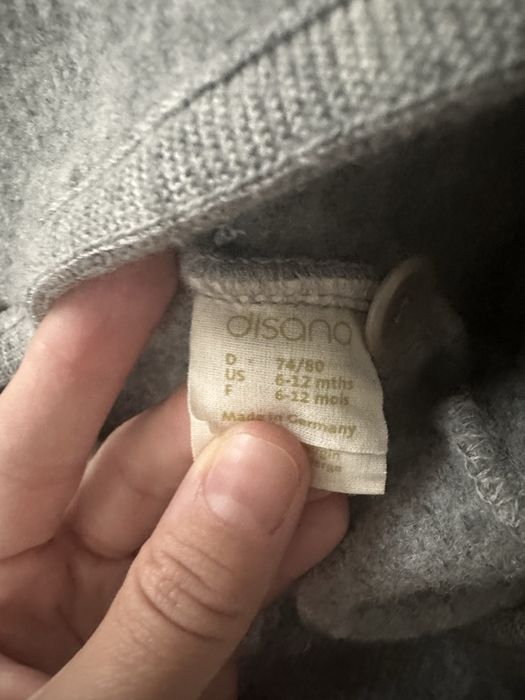 disana
D 74/80
US 6-12 mths
F 6-12 mois
Made in Germany